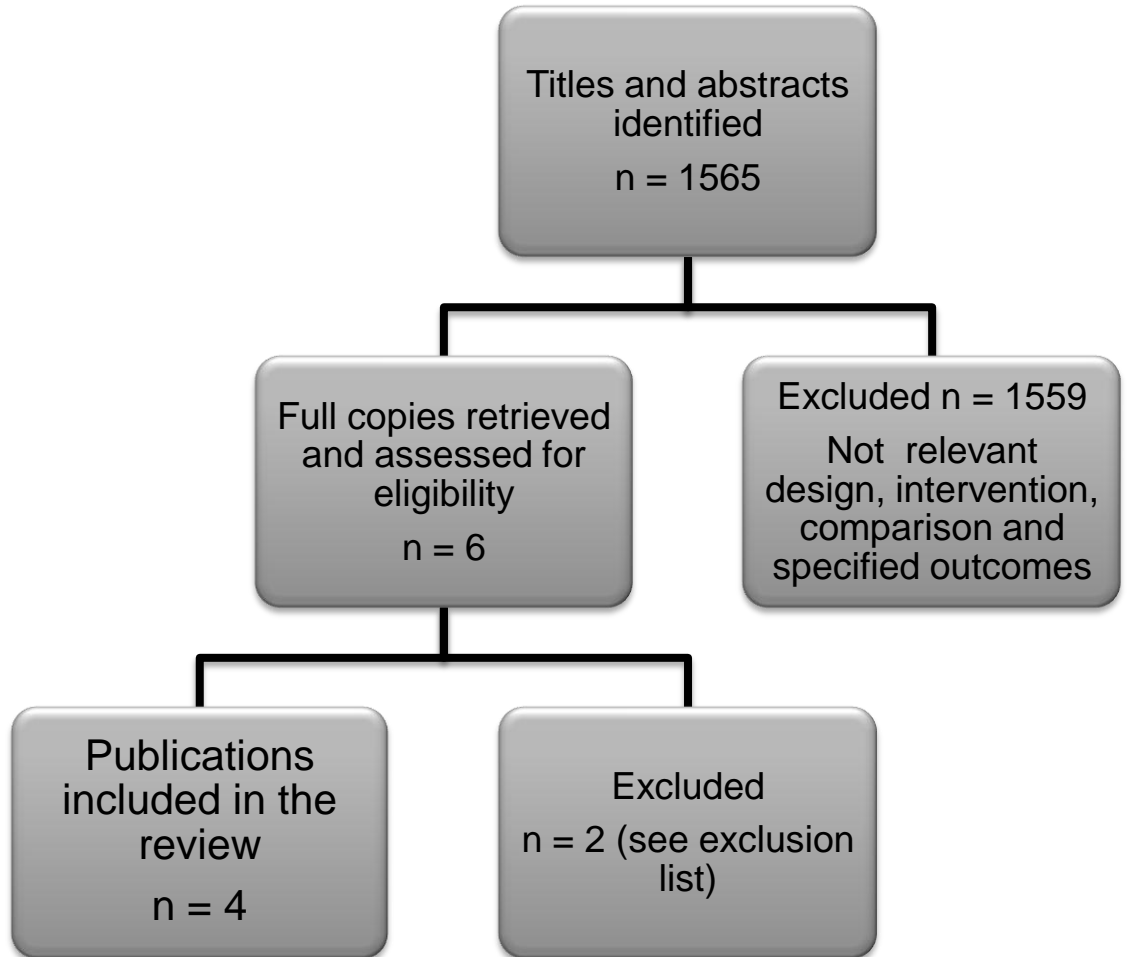 Titles and abstracts
identified
n = 1565
Full copies retrieved
and assessed for
eligibility
n = 6
Excluded n = 1559
Not relevant
design, intervention,
comparison and
specified outcomes
Publications
included in the
review
n = 4
Excluded
n = 2 (see exclusion
list)